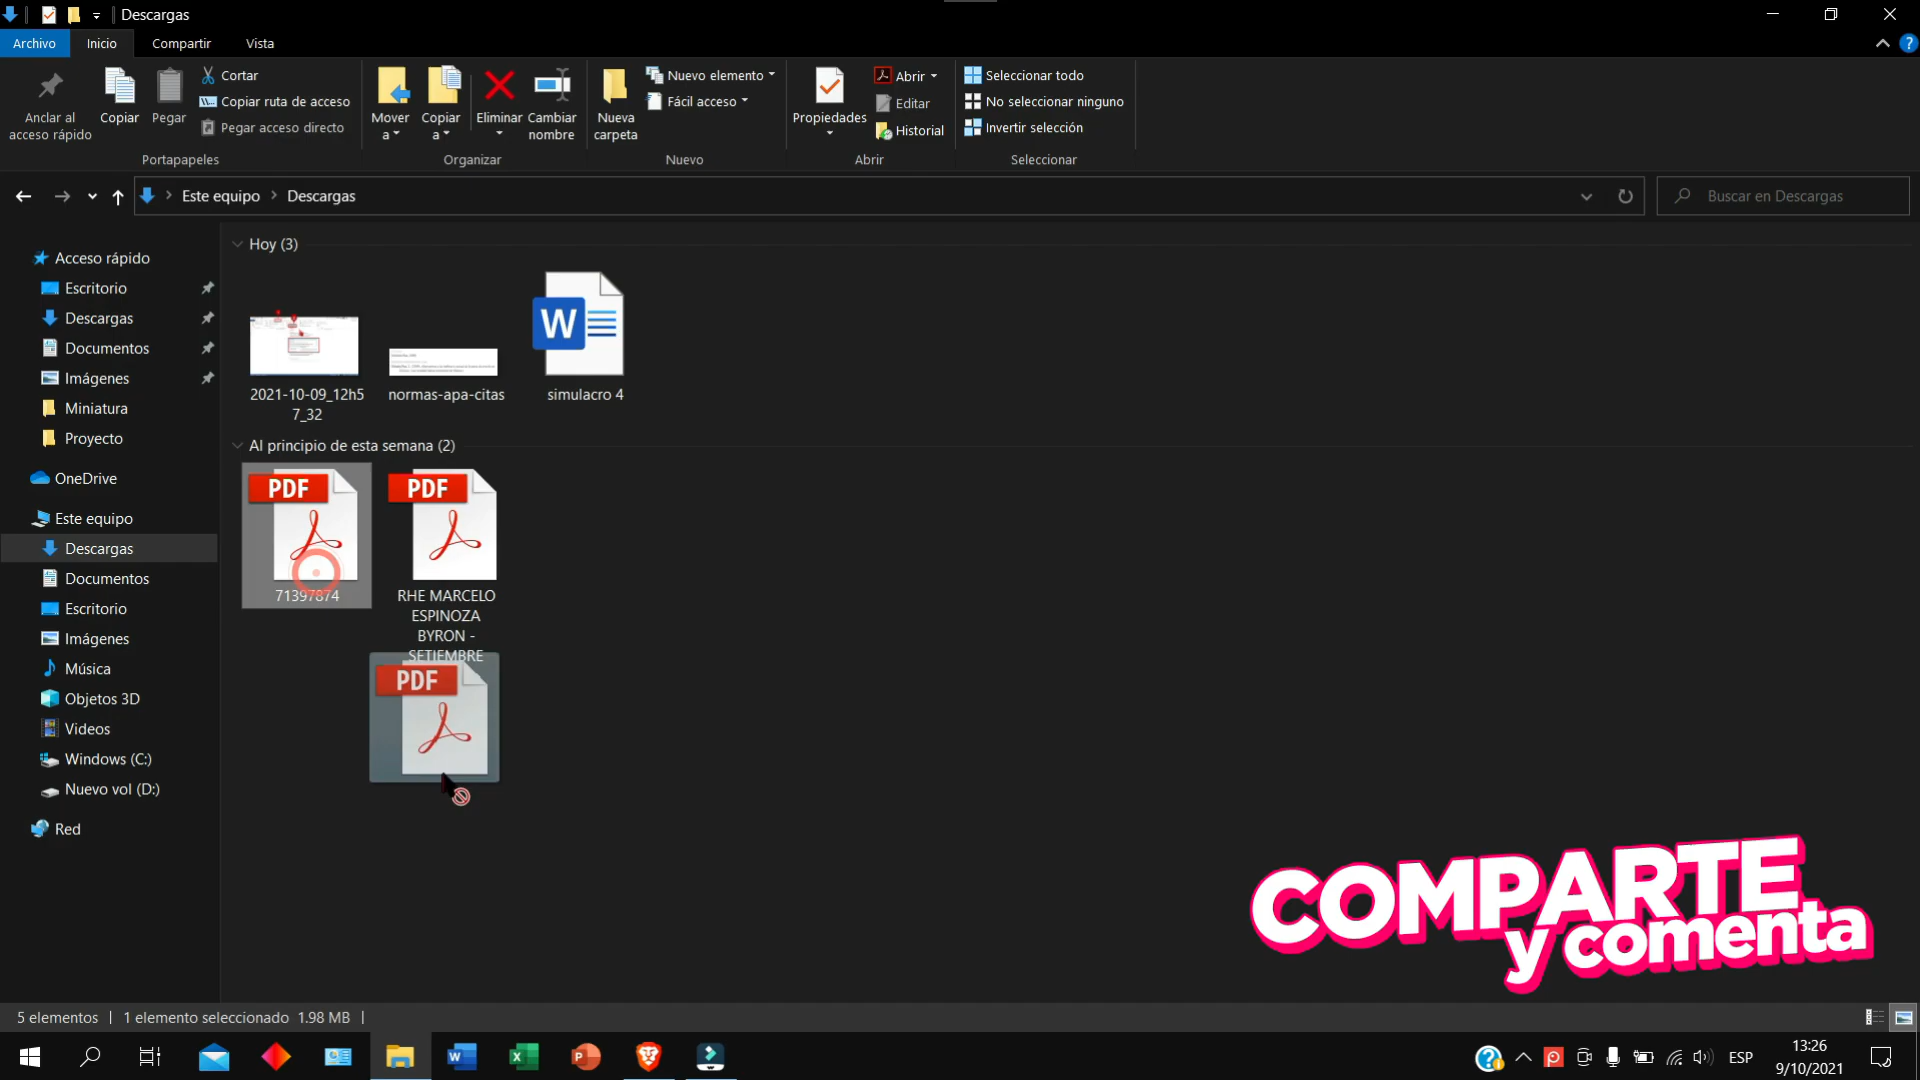 Descargas
Archivo
Inicio
Compartir
Vista
Anclar al
acceso rápido
Copiar
Pegar
Cortar
Copiar ruta de acceso
Pegar acceso directo
Portapapeles
Mover
a
Copiar
a
Eliminar
Cambiar
nombre
Organizar
Nueva
carpeta
Nuevo elemento
Fácil acceso
Nuevo
Propiedades
Abrir
Editar
Historial
Abrir
Seleccionar todo
No seleccionar ninguno
Invertir selección
Seleccionar
Este equipo
Descargas
Buscar en Descargas
Acceso rápido
Escritorio
Descargas
Documentos
Imágenes
Miniatura
Proyecto
OneDrive
Este equipo
Descargas
Documentos
Escritorio
Imágenes
Música
Objetos 3D
Videos
Windows (C:)
Nuevo vol (D:)
Red
Hoy (3)
2021-10-09_12h5
7_32
normas-apa-citas
W
simulacro 4
Al principio de esta semana (2)
PDF
71397874
PDF
RHE MARCELO
ESPINOZA
BYRON -
SETIEMBRE
PDF
COMPARTE
y comenta
5 elementos
1 elemento seleccionado 1.98 MB
ESP
13:26
9/10/2021